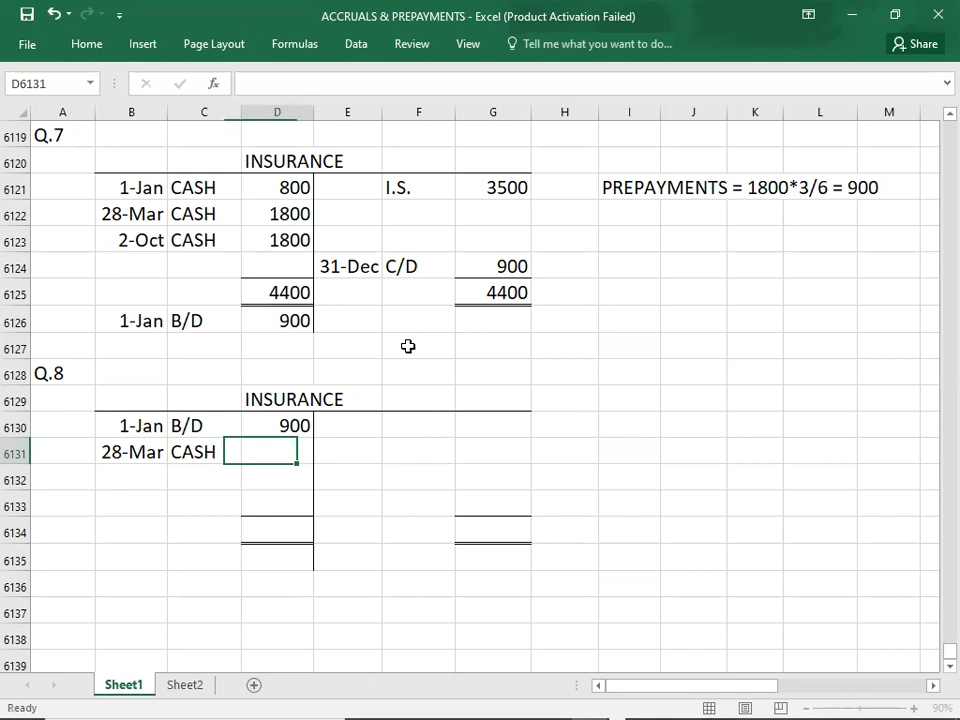 ACCRUALS & PREPAYMENTS - Excel (Product Activation Failed)
File Home Insert Page Layout Formulas Data Review View Tell me what you want to do... Share
D6131 fx
A B C D E F G H I J K L M
6119 Q.7
6120 INSURANCE
6121 1-Jan CASH 800 I.S. 3500 PREPAYMENTS = 1800*3/6 = 900
6122 28-Mar CASH 1800
6123 2-Oct CASH 1800
6124 31-Dec C/D 900
6125 4400 4400
6126 1-Jan B/D 900
6127
6128 Q.8
6129 INSURANCE
6130 1-Jan B/D 900
6131 28-Mar CASH
6132
6133
6134
6135
6136
6137
6138
6139
Sheet1 Sheet2
Ready 90%